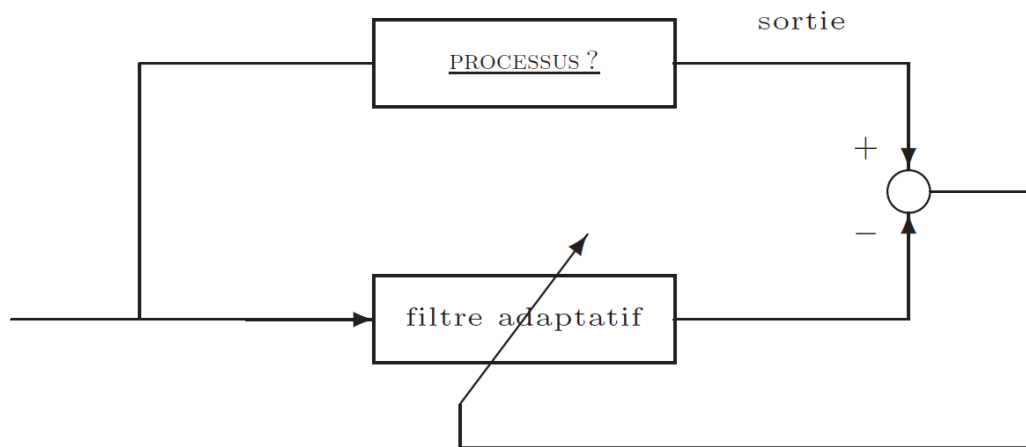 sortie
PROCESSUS ?
+
−
filtre adaptatif